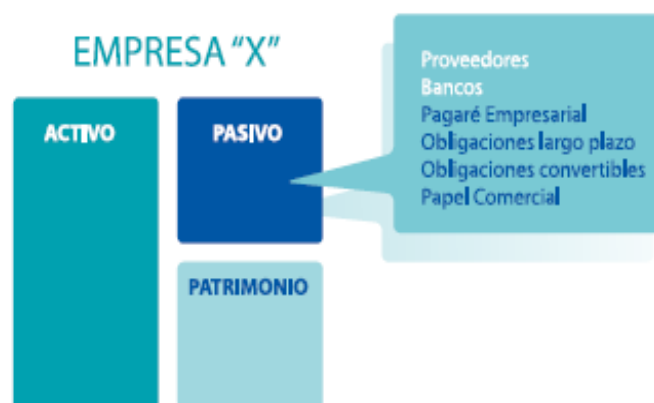 EMPRESA "X"
ACTIVO
PASIVO
PATRIMONIO
Proveedores
Bancos
Pagaré Empresarial
Obligaciones largo plazo
Obligaciones convertibles
Papel Comercial